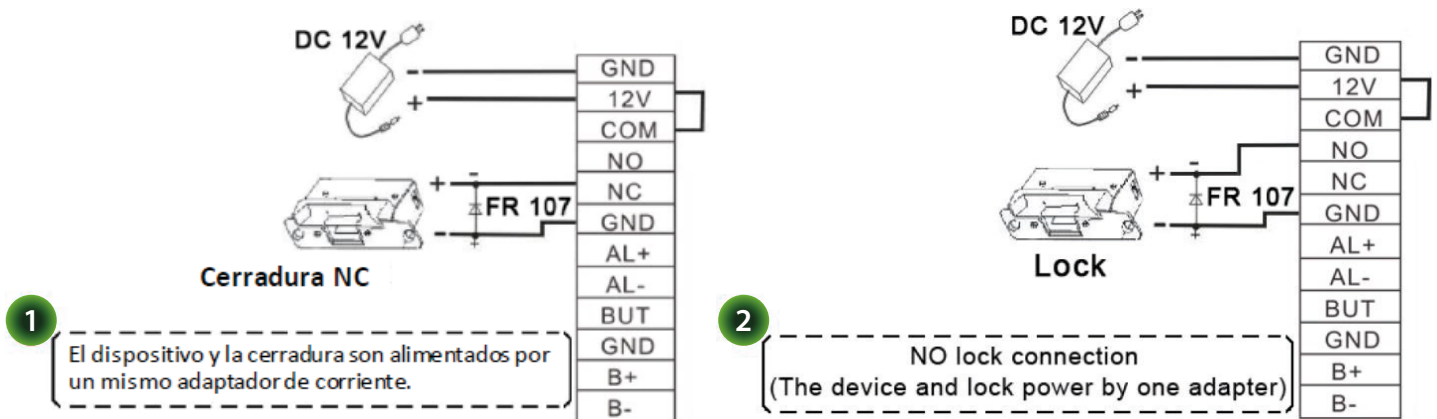 DC 12V
-
+
GND
12V
COM
NO
NC
GND
AL+
AL-
BUT
GND
B+
B-
+
-
FR 107
-
+
Cerradura NC
1
El dispositivo y la cerradura son alimentados por
un mismo adaptador de corriente.
DC 12V
-
+
GND
12V
COM
NO
NC
GND
AL+
AL-
BUT
GND
B+
B-
+
-
FR 107
-
+
Lock
2
NO lock connection
(The device and lock power by one adapter)